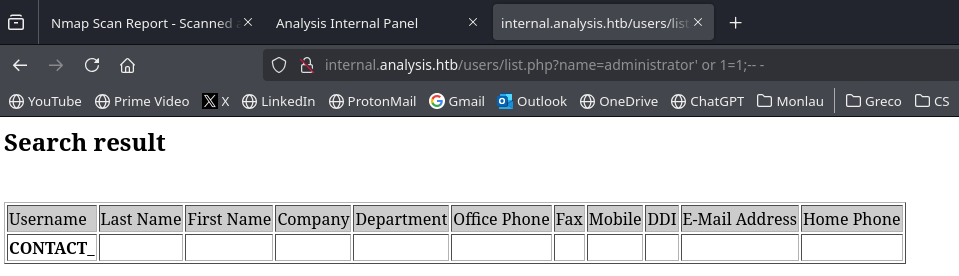 Nmap Scan Report - Scanned
Analysis Internal Panel
internal.analysis.htb/users/list
internal.analysis.htb/users/list.php?name=administrator' or 1=1;-- -
YouTube Prime Video X LinkedIn ProtonMail Gmail Outlook OneDrive ChatGPT Monlau Greco CS
Search result
Username Last Name First Name Company Department Office Phone Fax Mobile DDI E-Mail Address Home Phone
CONTACT_